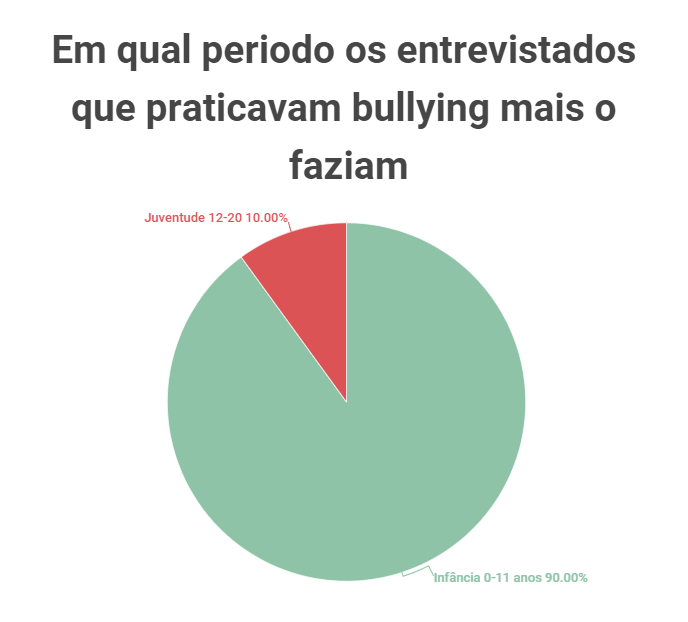 Em qual periodo os entrevistados
que praticavam bullying mais o
faziam
Juventude 12-20 10.00%
Infância 0-11 anos 90.00%